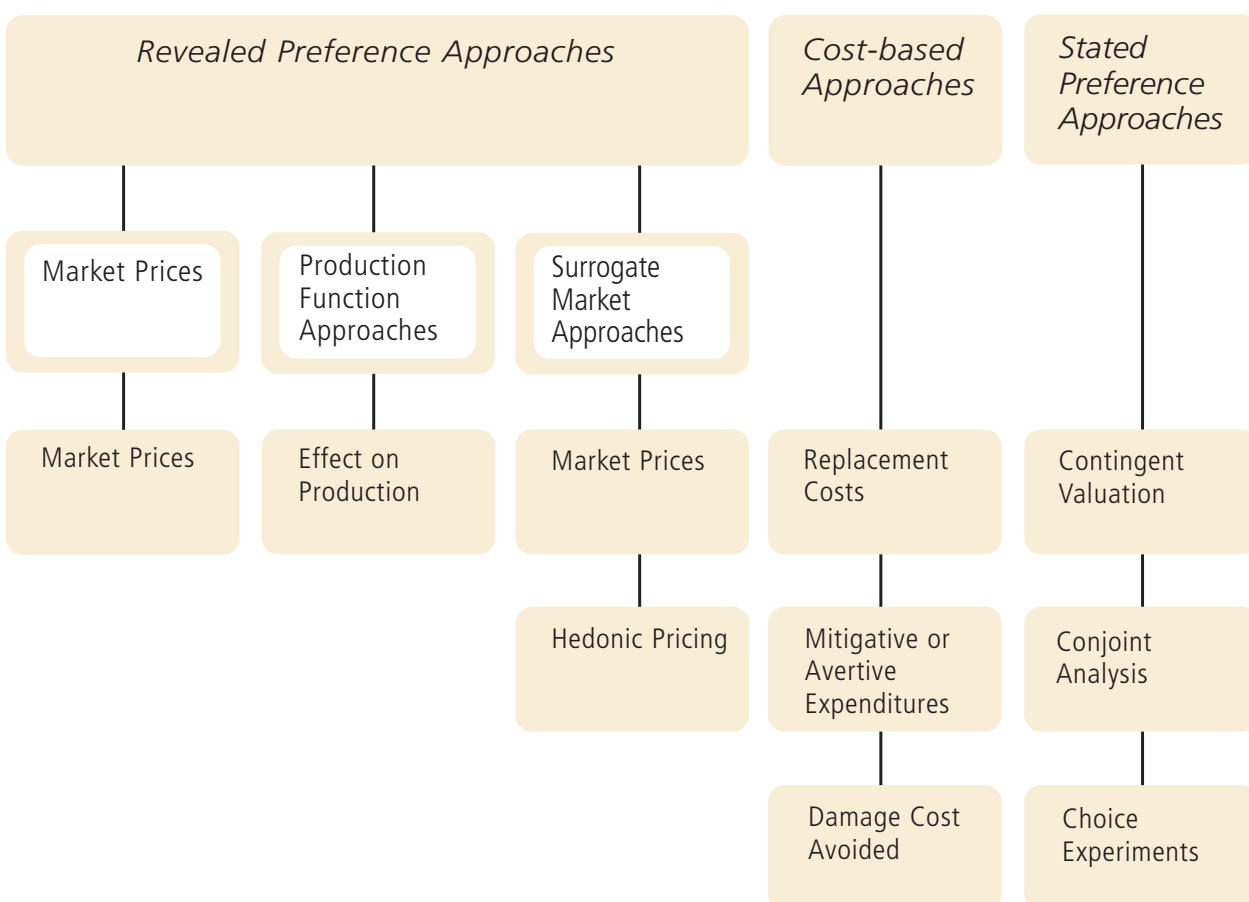 Revealed Preference Approaches
Cost-based
Approaches
Stated
Preference
Approaches
Market Prices
Production
Function
Approaches
Surrogate
Market
Approaches
Market Prices
Effect on
Production
Market Prices
Replacement
Costs
Contingent
Valuation
Hedonic Pricing
Mitigative or
Avertive
Expenditures
Conjoint
Analysis
Damage Cost
Avoided
Choice
Experiments